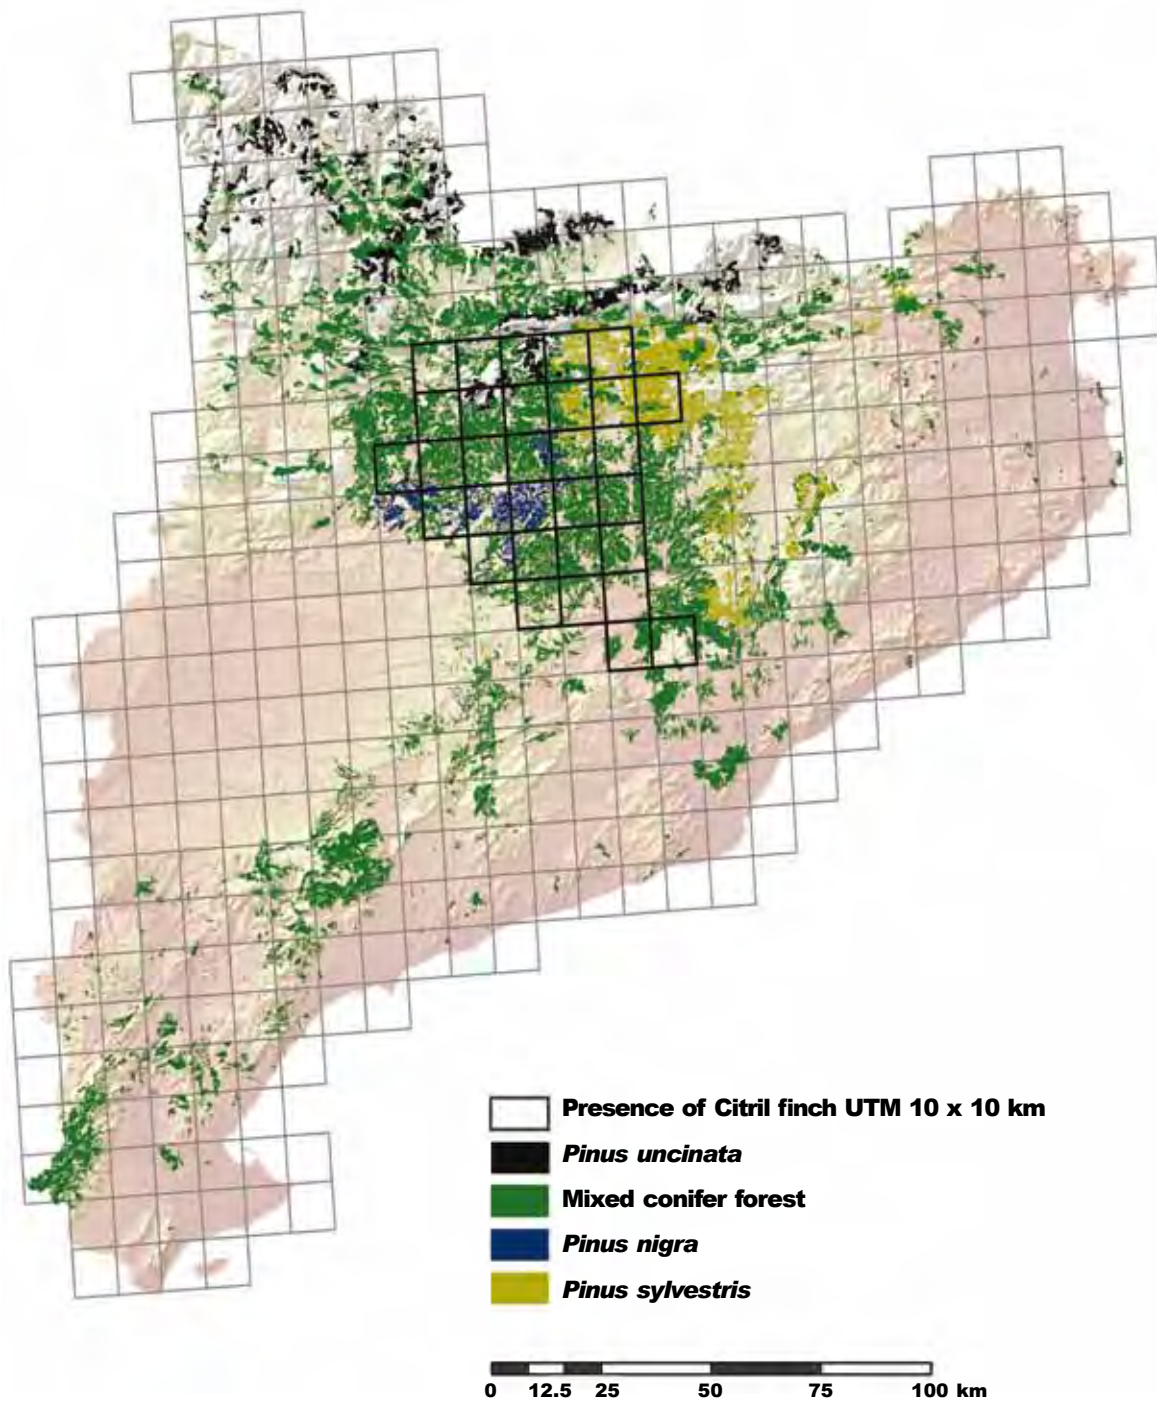 Presence of Citril finch UTM 10 x 10 km
Pinus uncinata
Mixed conifer forest
Pinus nigra
Pinus sylvestris
0 12.5 25 50 75 100 km